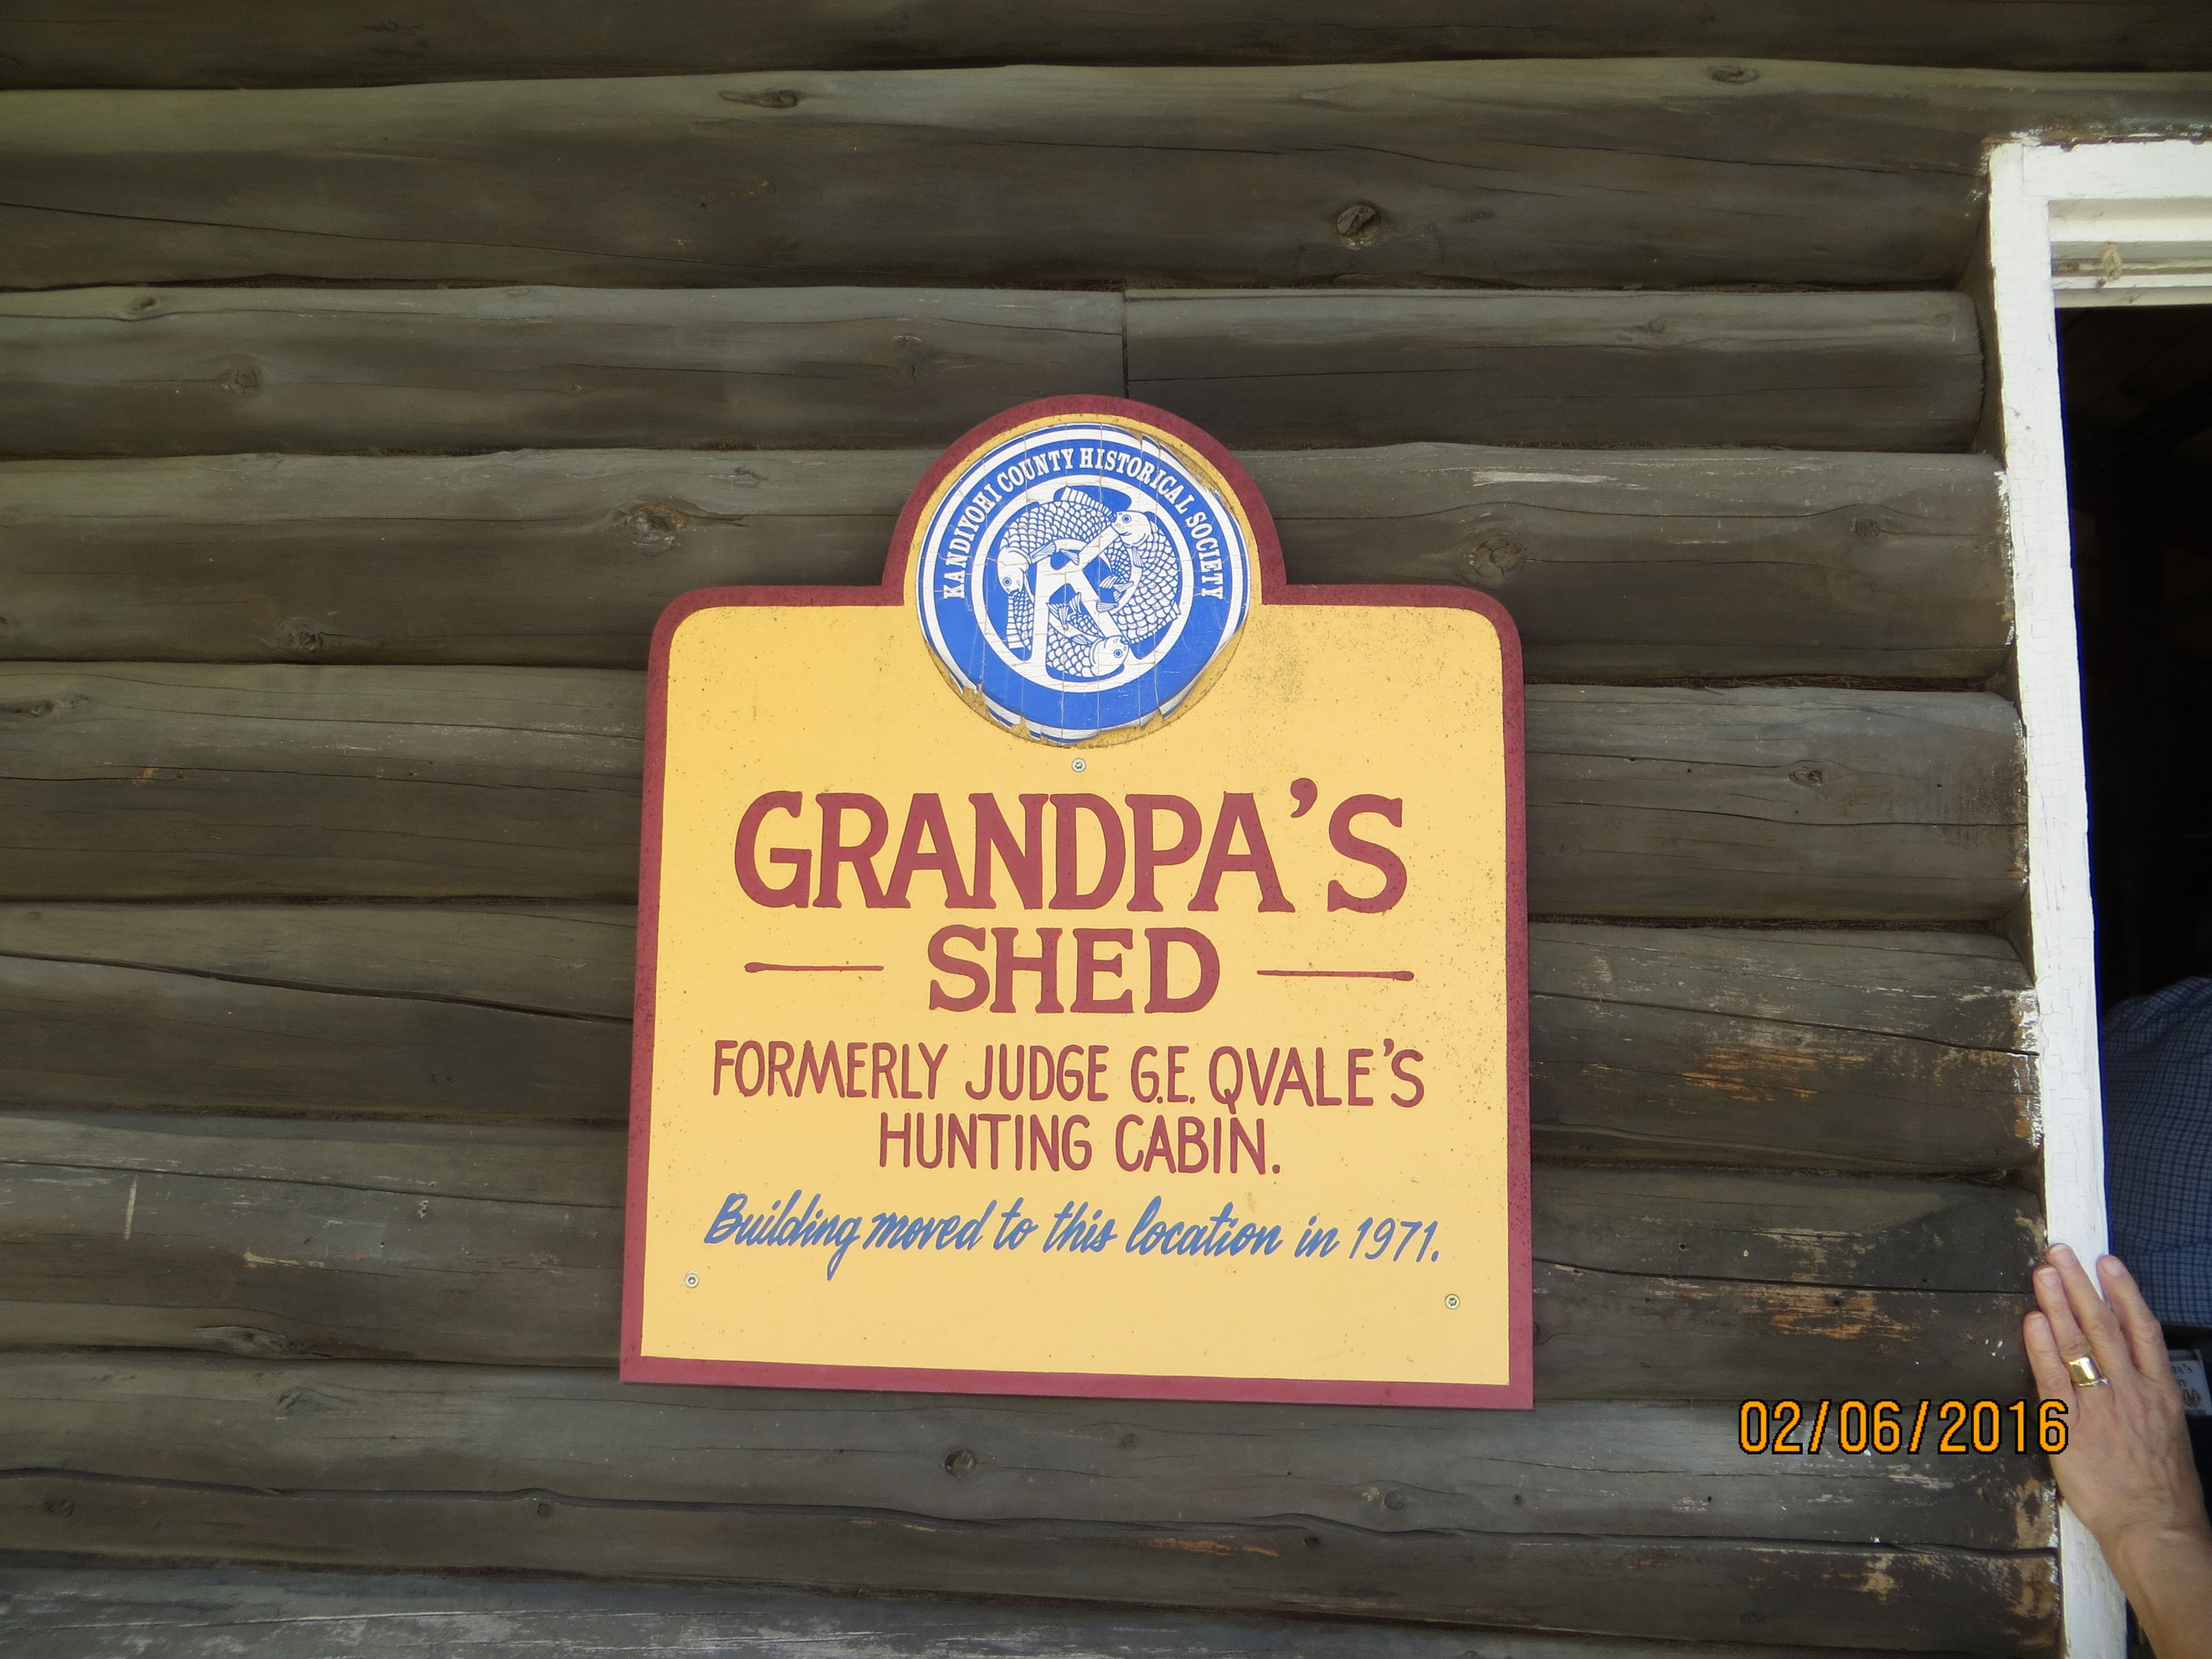 KANDIYOHI COUNTY HISTORICAL SOCIETY
K
GRANDPA'S
SHED
FORMERLY JUDGE G.E. QVALE'S
HUNTING CABIN.
Building moved to this location in 1971.
02/06/2016